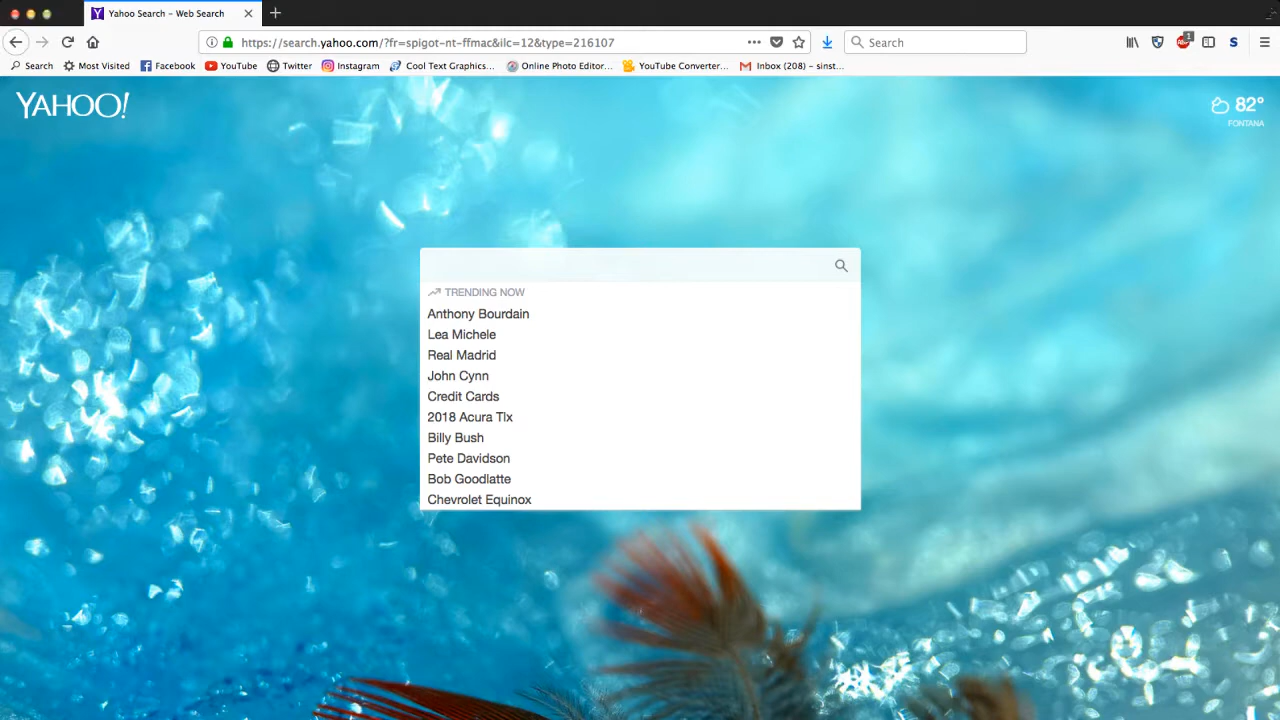 Yahoo Search - Web Search
https://search.yahoo.com/?fr=spigot-nt-ffmac&ilc=12&type=216107
Search
1
S
Search
Most Visited
Facebook
YouTube
Twitter
Instagram
Cool Text Graphics...
Online Photo Editor...
YouTube Converter...
Inbox (208) – sinst...
YAHOO!
82°
FONTANA
TRENDING NOW
Anthony Bourdain
Lea Michele
Real Madrid
John Cynn
Credit Cards
2018 Acura Tlx
Billy Bush
Pete Davidson
Bob Goodlatte
Chevrolet Equinox